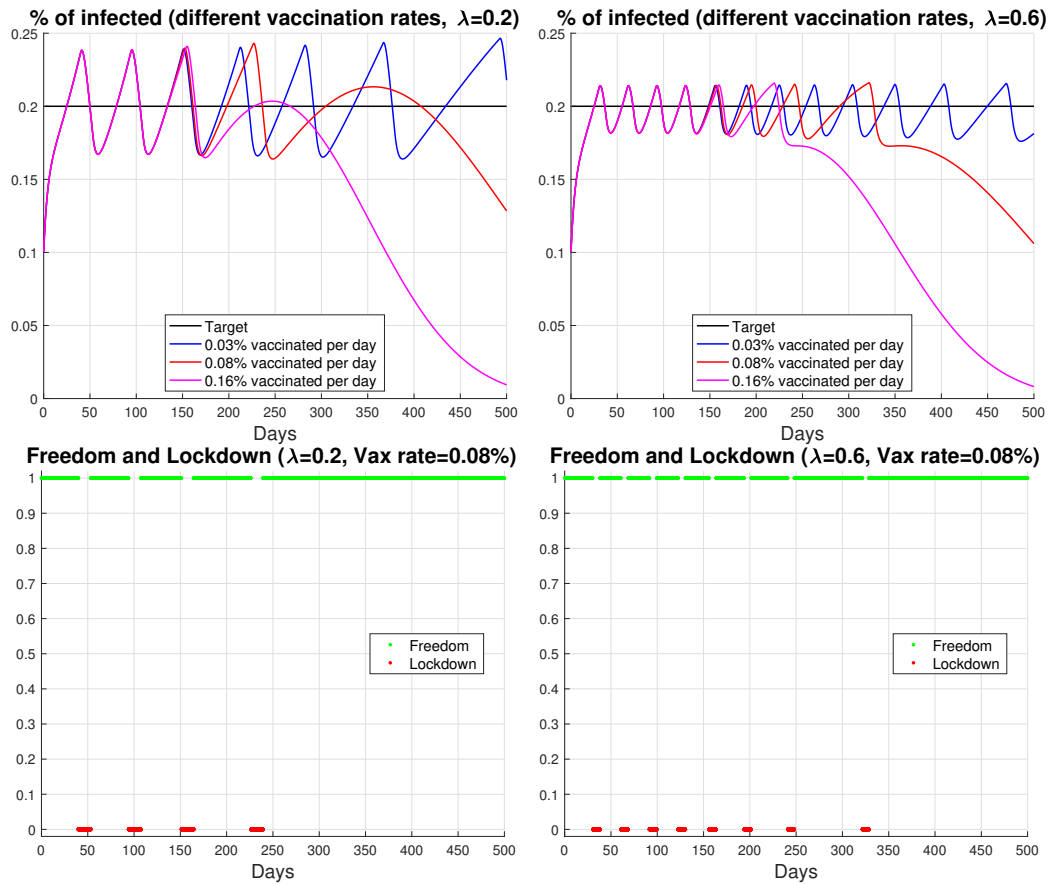 % of infected (different vaccination rates, λ=0.2)
0.25
0.2
0.15
0.1
0.05
0
Target
0.03% vaccinated per day
0.08% vaccinated per day
0.16% vaccinated per day
0 50 100 150 200 250 300 350 400 450 500
Days
% of infected (different vaccination rates, λ=0.6)
0.25
0.2
0.15
0.1
0.05
0
Target
0.03% vaccinated per day
0.08% vaccinated per day
0.16% vaccinated per day
0 50 100 150 200 250 300 350 400 450 500
Days
Freedom and Lockdown (λ=0.2, Vax rate=0.08%)
1
0.9
0.8
0.7
0.6
0.5
0.4
0.3
0.2
0.1
0
Freedom
Lockdown
0 50 100 150 200 250 300 350 400 450 500
Days
Freedom and Lockdown (λ=0.6, Vax rate=0.08%)
1
0.9
0.8
0.7
0.6
0.5
0.4
0.3
0.2
0.1
0
Freedom
Lockdown
0 50 100 150 200 250 300 350 400 450 500
Days